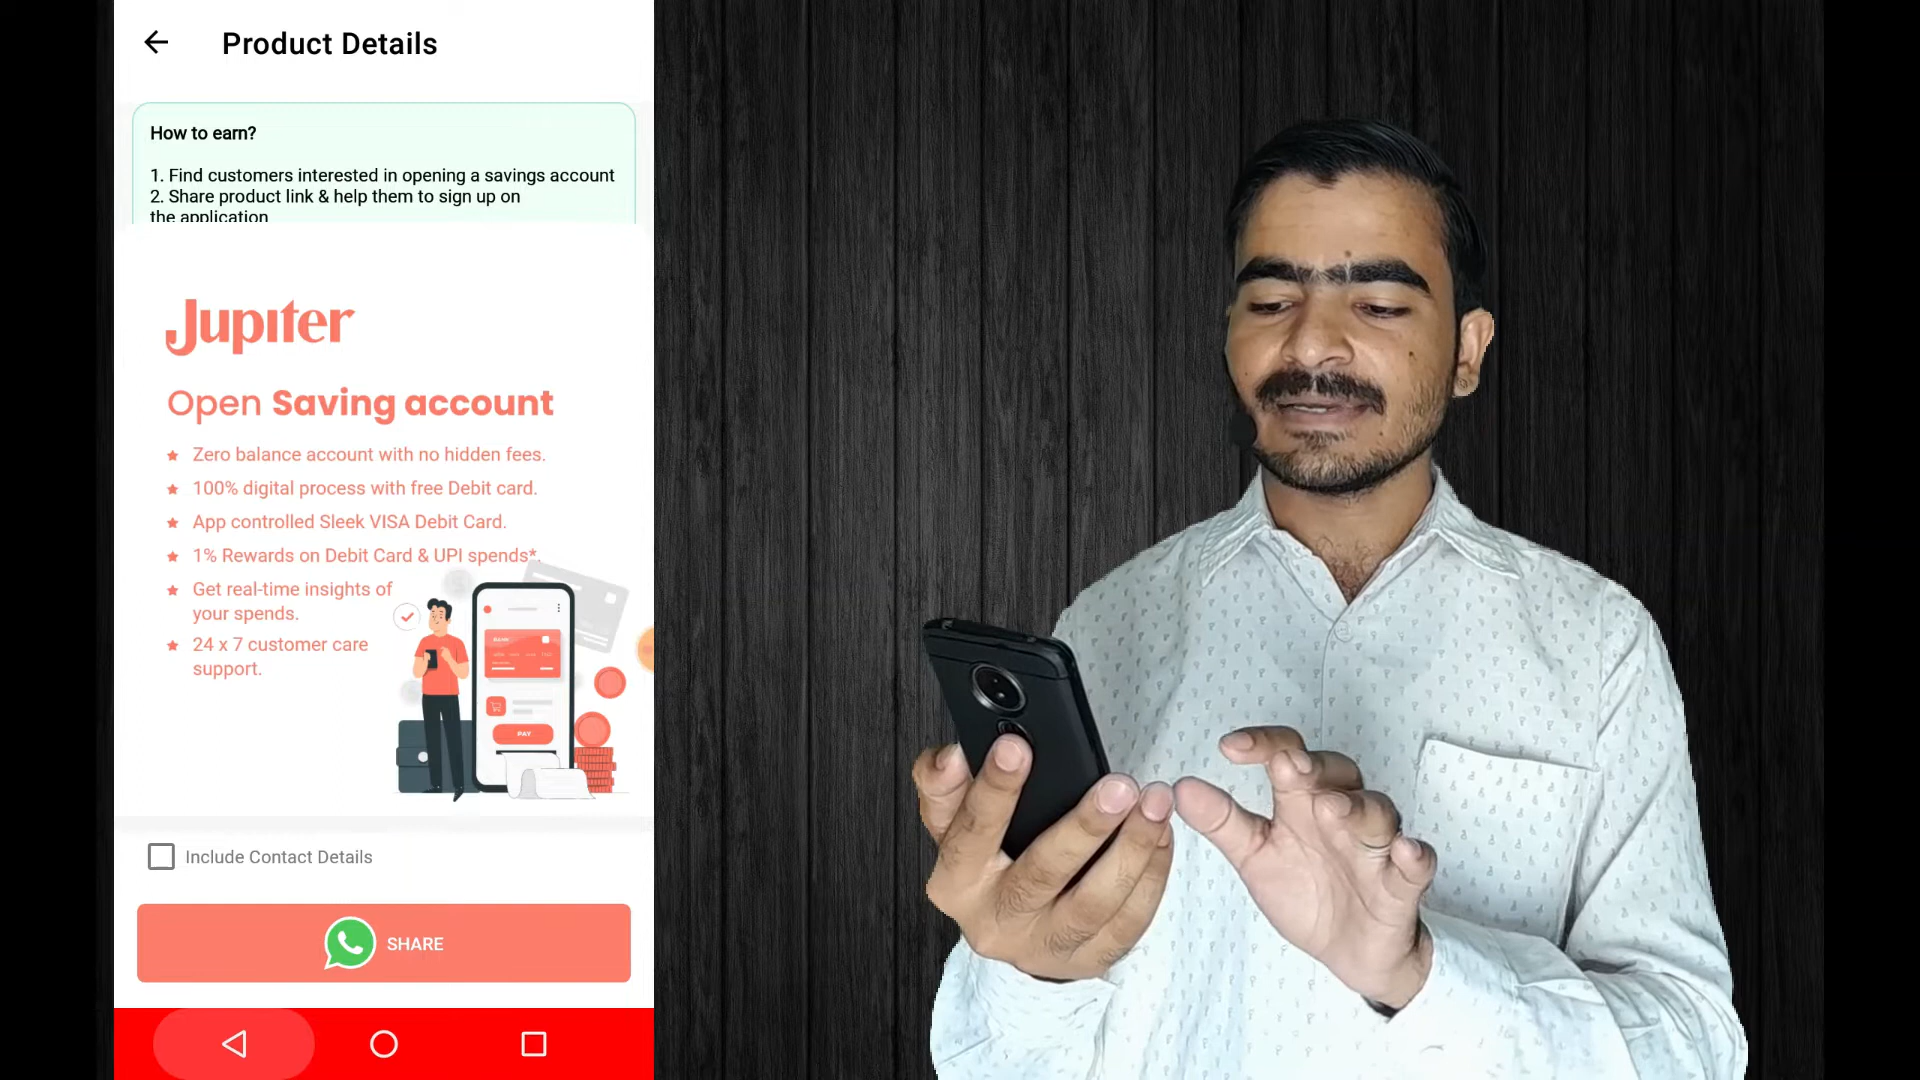 Product Details
How to earn?
1. Find customers interested in opening a savings account
2. Share product link & help them to sign up on
the application
Jupiter
Open Saving account
Zero balance account with no hidden fees.
100% digital process with free Debit card.
App controlled Sleek VISA Debit Card.
1% Rewards on Debit Card & UPI spends*.
Get real-time insights of
your spends.
24 x 7 customer care
support.
PAY
Include Contact Details
SHARE